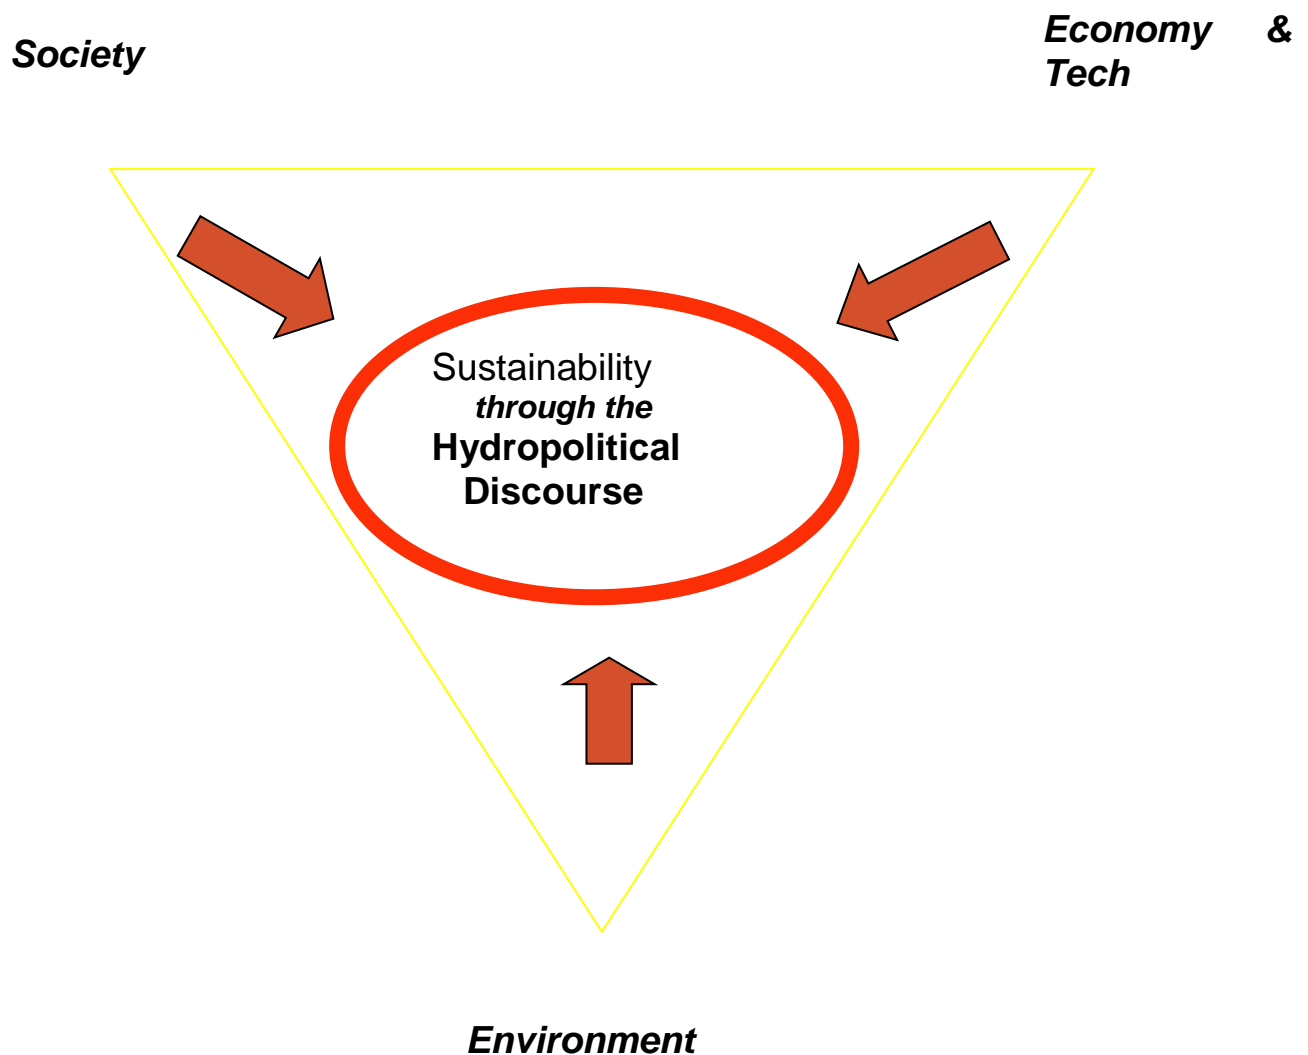 Society
Economy &
Tech
Sustainability
through the
Hydropolitical
Discourse
Environment